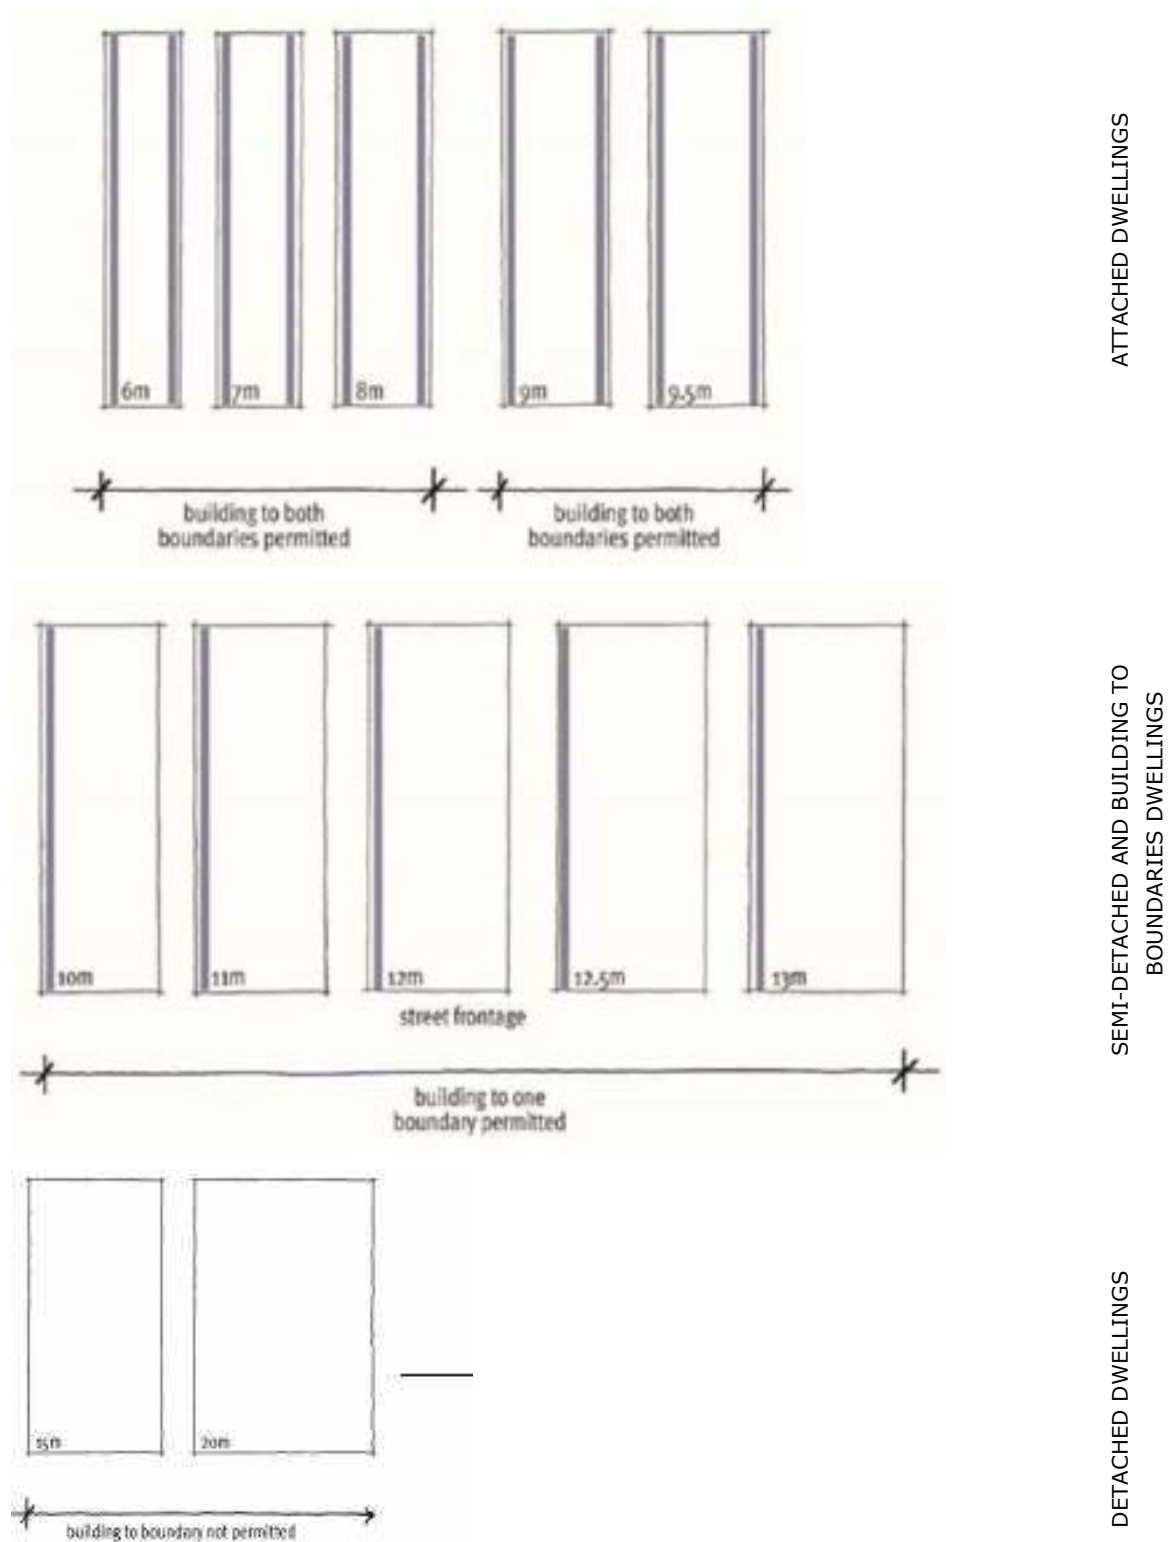 6m
7m
8m
9m
9.5m
building to both
boundaries permitted
building to both
boundaries permitted
ATTACHED DWELLINGS
10m
11m
12m
12.5m
13m
street frontage
building to one
boundary permitted
SEMI-DETACHED AND BUILDING TO
BOUNDARIES DWELLINGS
15m
20m
building to boundary not permitted
DETACHED DWELLINGS